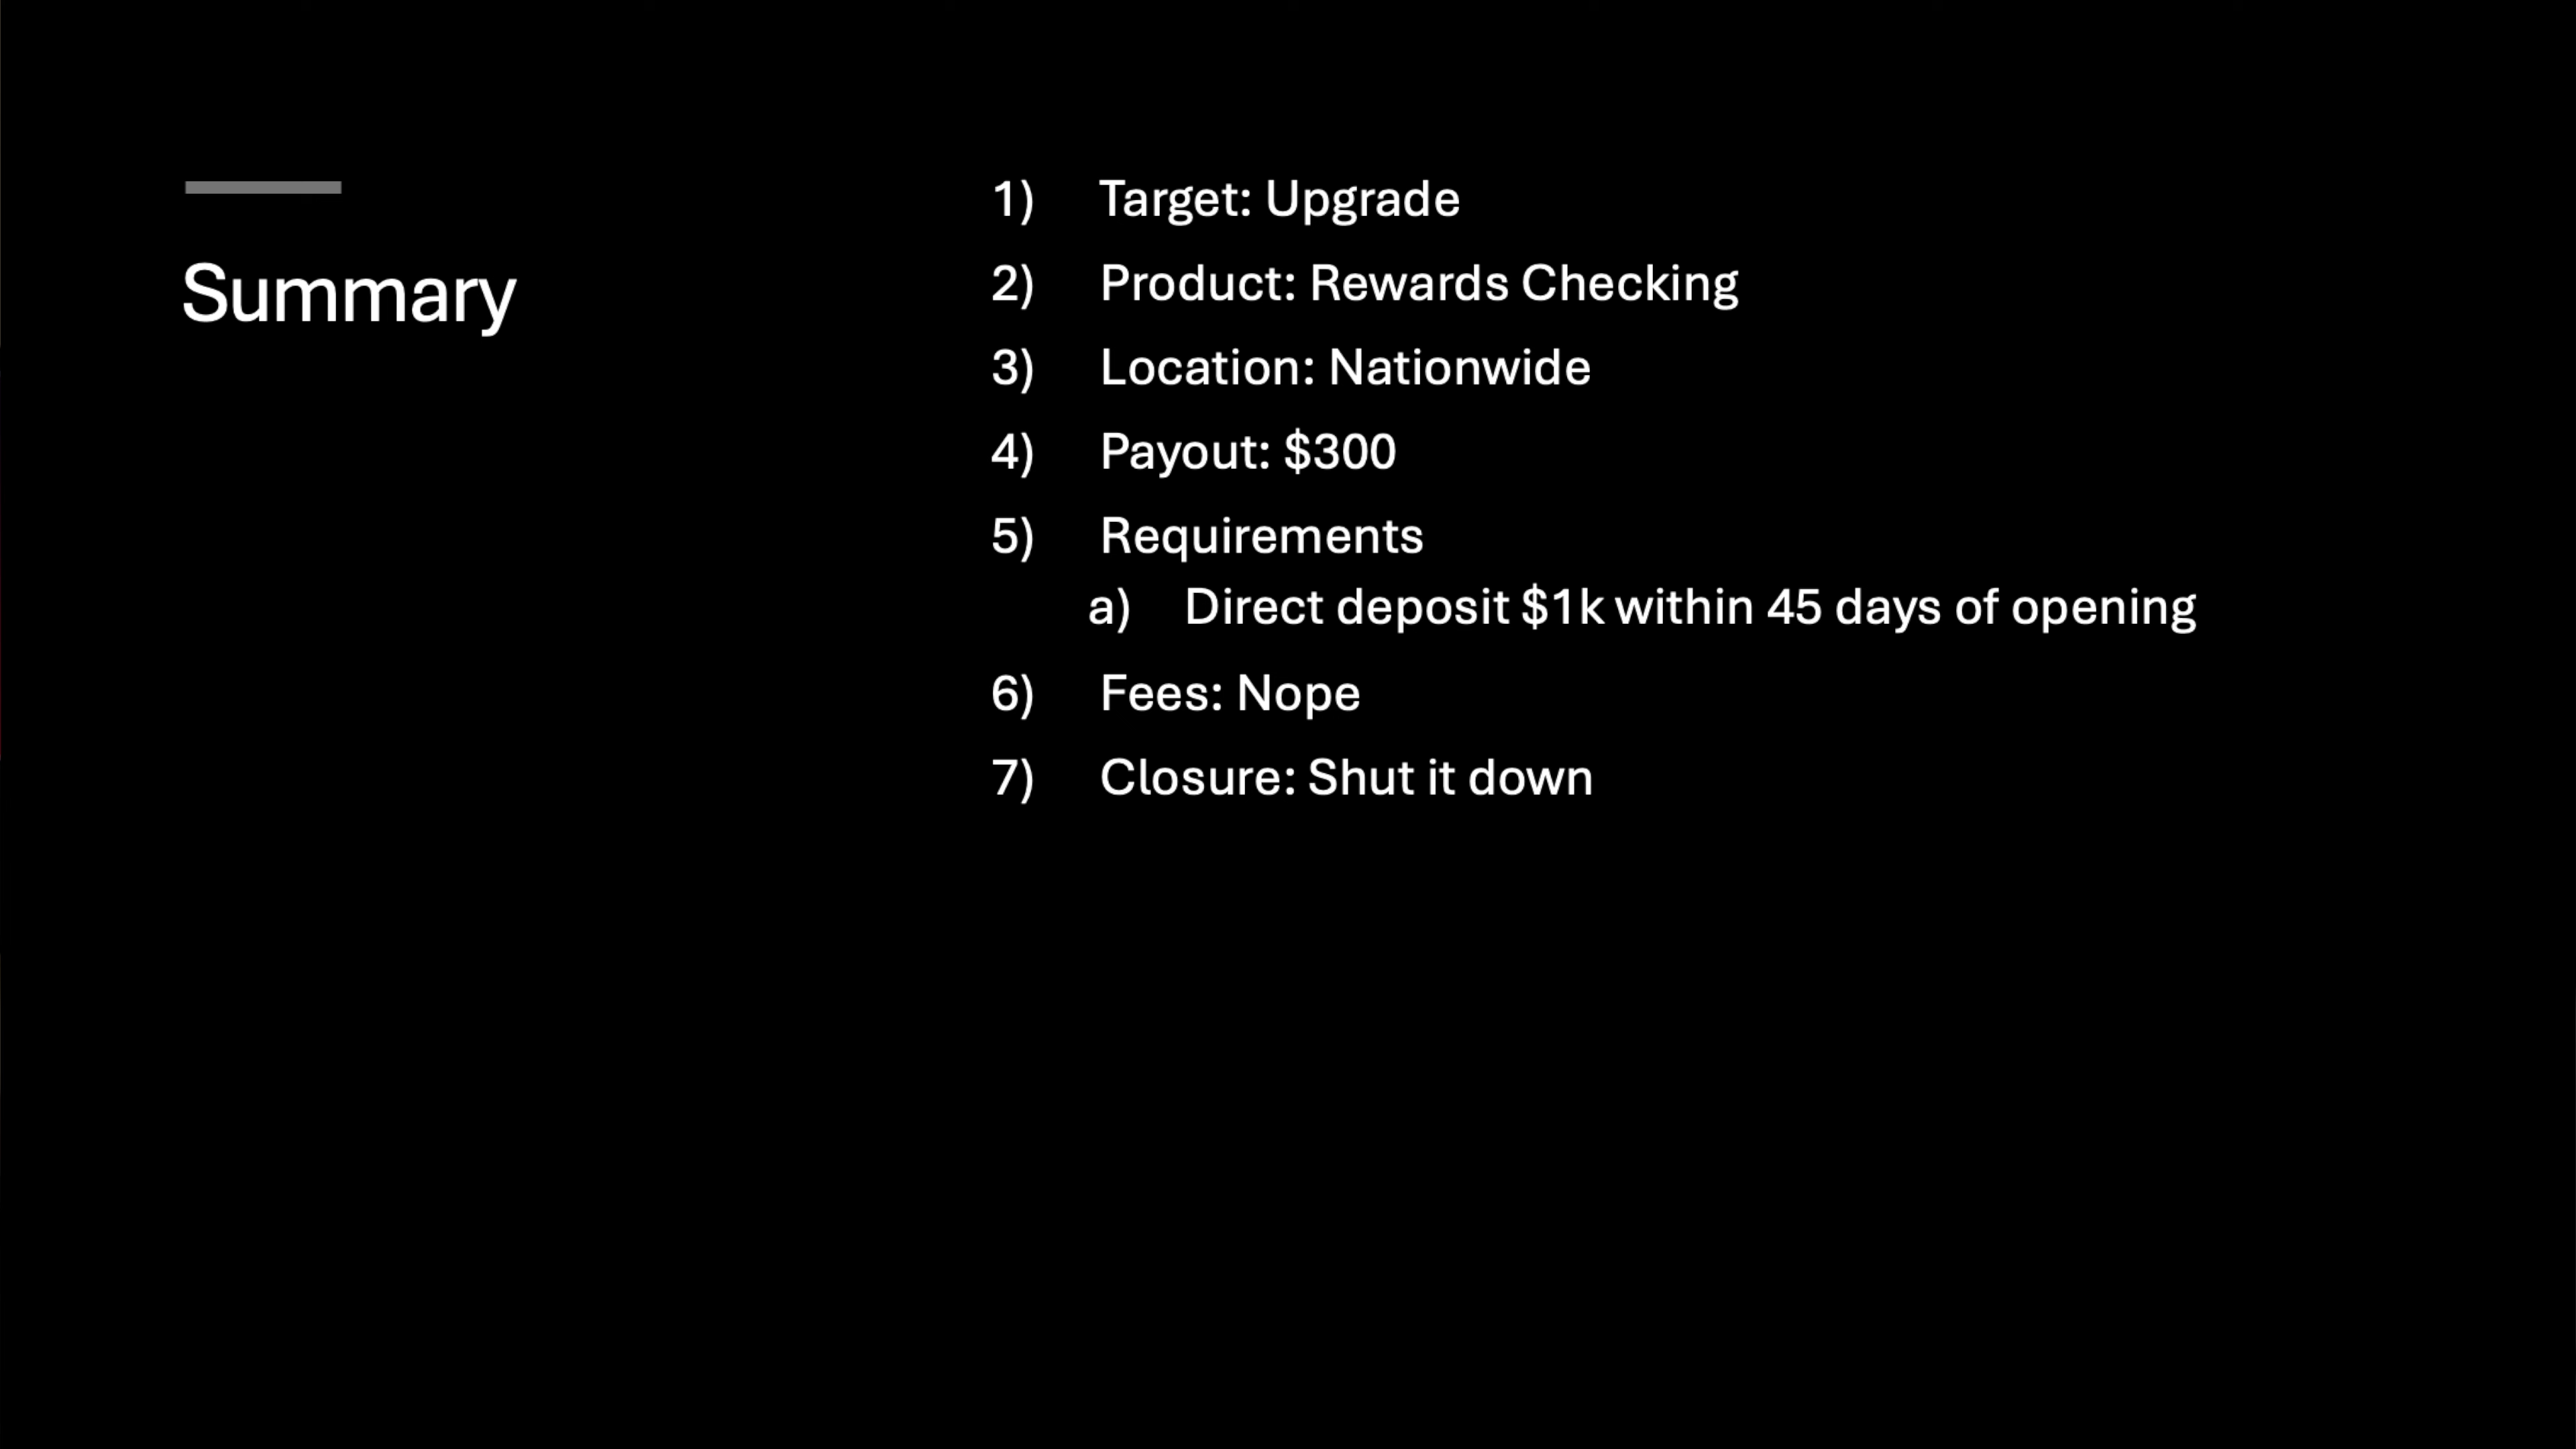 Summary
1) Target: Upgrade
2) Product: Rewards Checking
3) Location: Nationwide
4) Payout: $300
5) Requirements
a) Direct deposit $1k within 45 days of opening
6) Fees: Nope
7) Closure: Shut it down